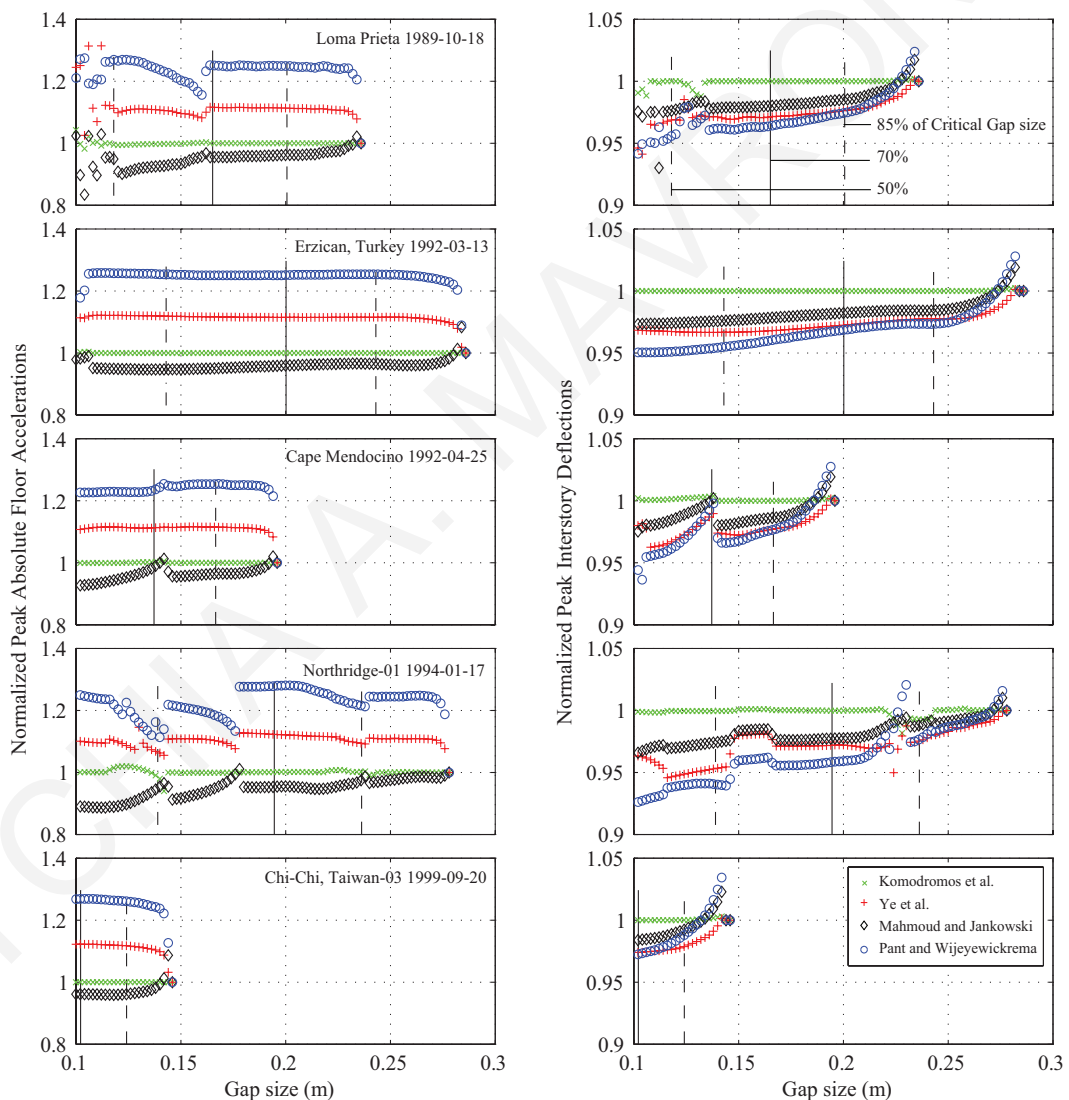 Normalized Peak Absolute Floor Accelerations
1.4
1.2
1
0.8
Loma Prieta 1989-10-18
1.4
1.2
1
0.8
Erzican, Turkey 1992-03-13
1.4
1.2
1
0.8
Cape Mendocino 1992-04-25
1.4
1.2
1
0.8
Northridge-01 1994-01-17
1.4
1.2
1
0.8
Chi-Chi, Taiwan-03 1999-09-20
0.1 0.15 0.2 0.25 0.3
Gap size (m)
Normalized Peak Interstory Deflections
1.05
1
0.95
0.9
85% of Critical Gap size
70%
50%
1.05
1
0.95
0.9
1.05
1
0.95
0.9
1.05
1
0.95
0.9
1.05
1
0.95
0.9
Komodromos et al.
Ye et al.
Mahmoud and Jankowski
Pant and Wijeyewickrema
0.1 0.15 0.2 0.25 0.3
Gap size (m)
CHIA A. MAVRON